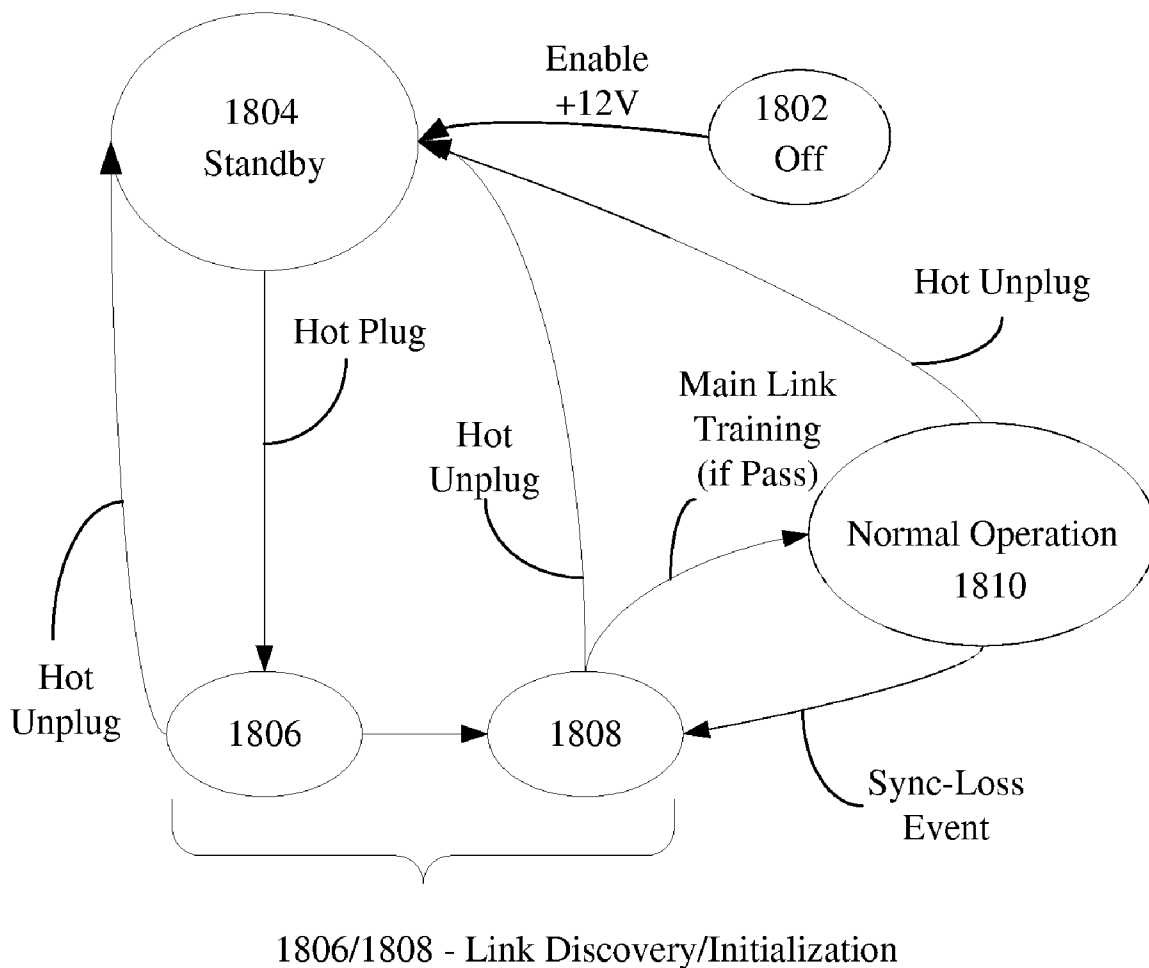 Enable
+12V
1802
Off
1804
Standby
Hot Unplug
Hot Plug
Main Link
Training
(if Pass)
Hot
Unplug
Normal Operation
1810
Hot
Unplug
1806
1808
Sync-Loss
Event
1806/1808 - Link Discovery/Initialization